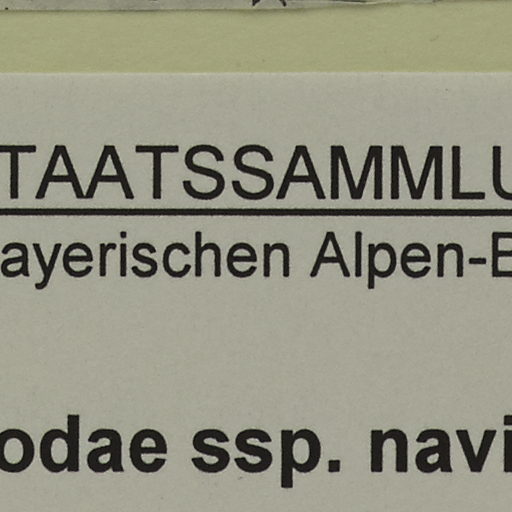 TAATSSAMMLU
ayerischen Alpen-B
odae ssp. navi